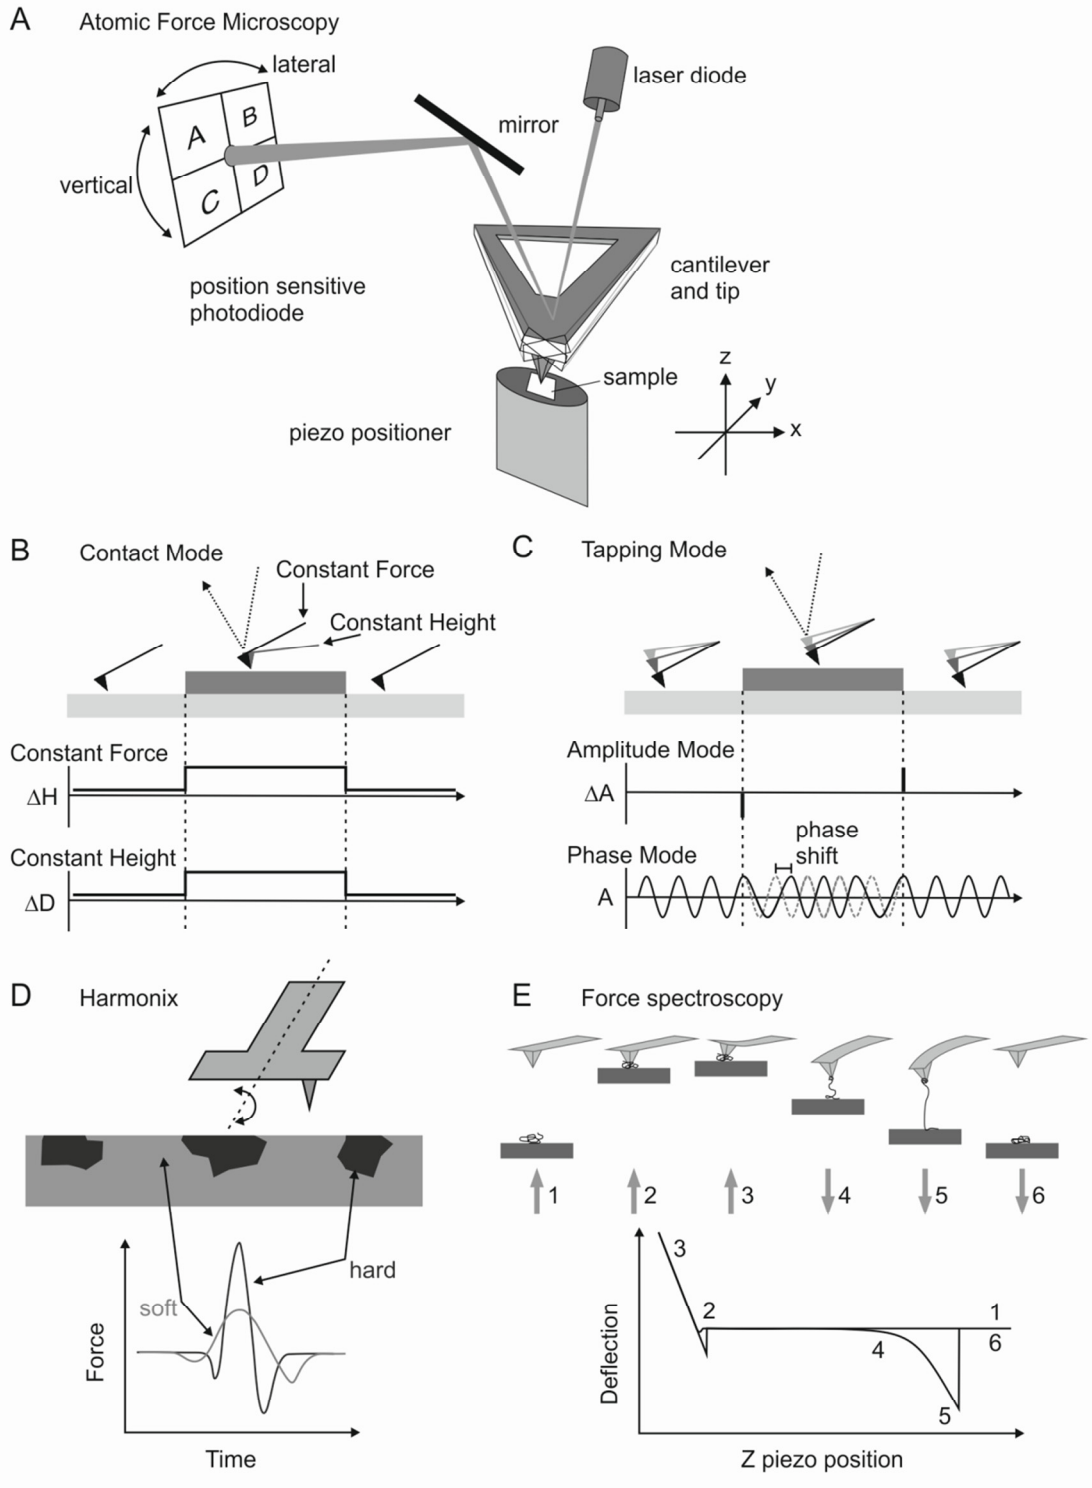 A Atomic Force Microscopy
lateral
laser diode
A
B
mirror
vertical
C
D
cantilever
and tip
position sensitive
photodiode
z
y
sample
x
piezo positioner
B Contact Mode
Constant Force
Constant Height
Constant Force
ΔH
Constant Height
ΔD
C Tapping Mode
Amplitude Mode
ΔA
phase
shift
Phase Mode
A
D Harmonix
hard
soft
Force
Time
E Force spectroscopy
1 2 3 4 5 6
3
2
1
4
6
5
Deflection
Z piezo position